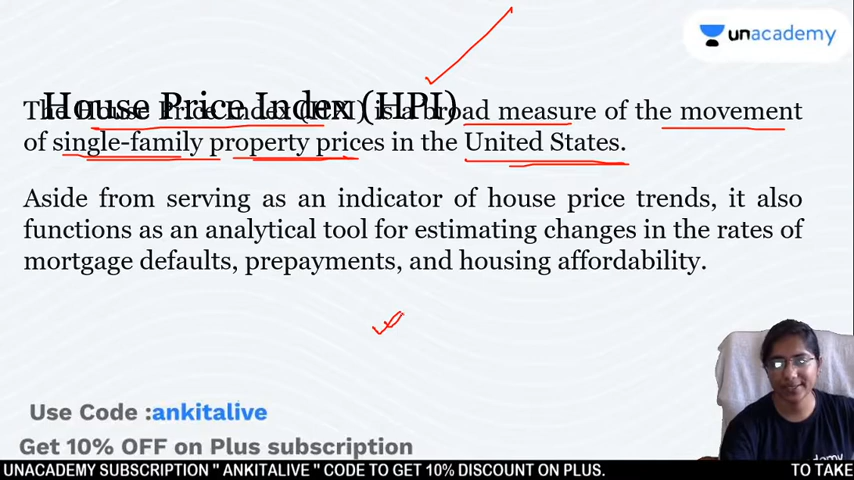 unacademy
House Price Index (HPI)
The House Price Index (HPI) is a broad measure of the movement
of single-family property prices in the United States.
Aside from serving as an indicator of house price trends, it also
functions as an analytical tool for estimating changes in the rates of
mortgage defaults, prepayments, and housing affordability.
Use Code :ankitalive
Get 10% OFF on Plus subscription
UNACADEMY SUBSCRIPTION " ANKITALIVE " CODE TO GET 10% DISCOUNT ON PLUS. TO TAKE